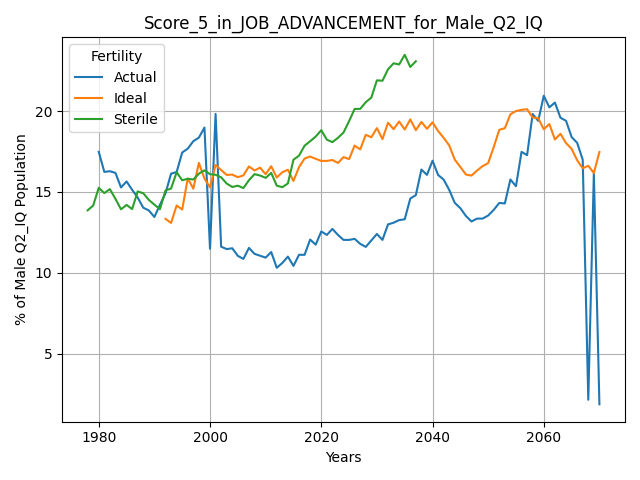 Score_5_in_JOB_ADVANCEMENT_for_Male_Q2_IQ
Fertility
Actual
Ideal
Sterile
% of Male Q2_IQ Population
20
15
10
5
1980
2000
2020
2040
2060
Years